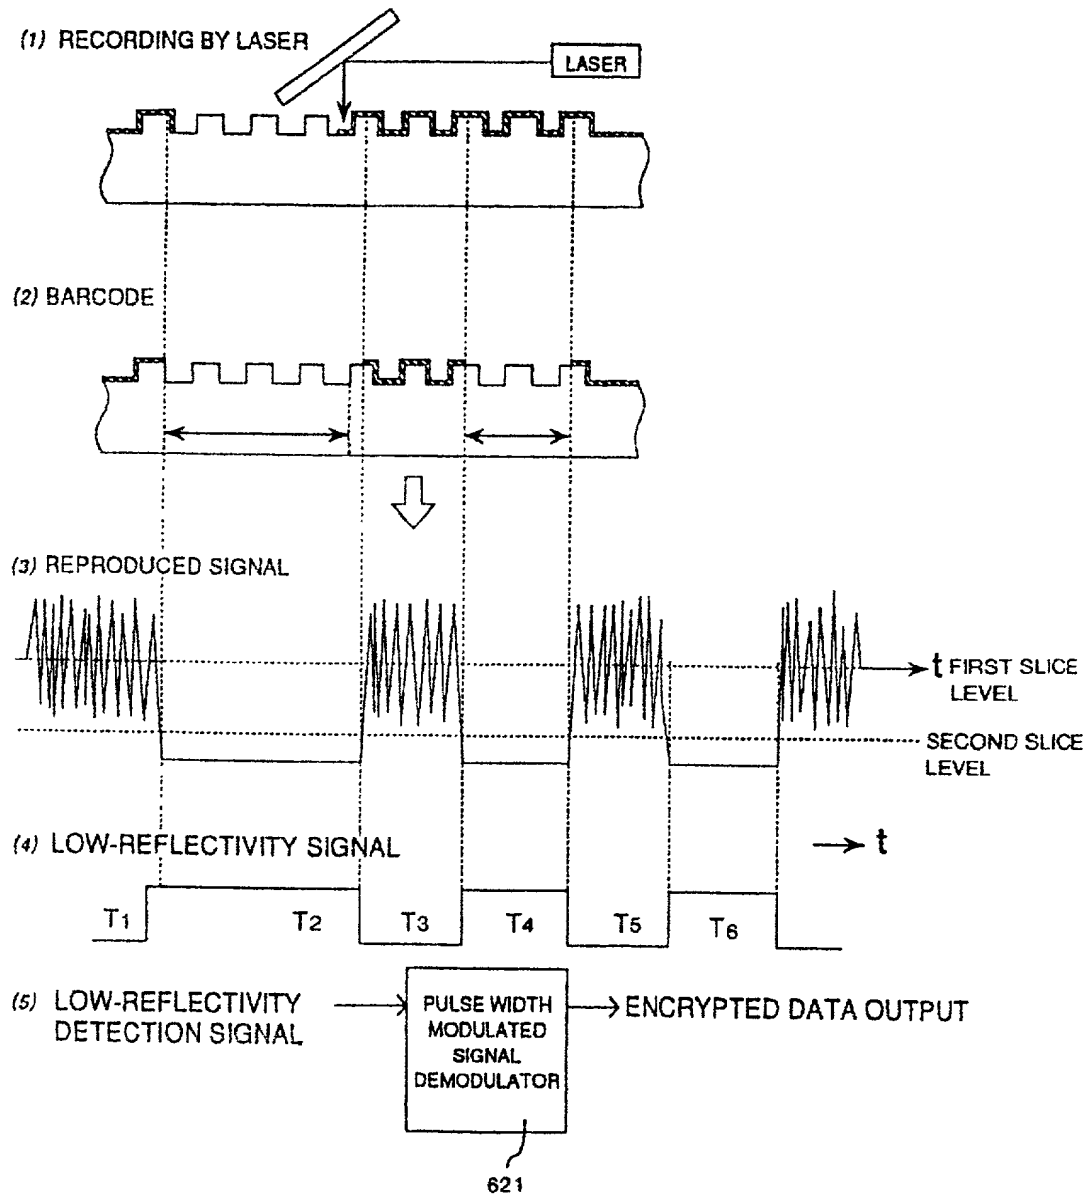 (1) RECORDING BY LASER
LASER
(2) BARCODE
(3) REPRODUCED SIGNAL
t FIRST SLICE
LEVEL
SECOND SLICE
LEVEL
(4) LOW-REFLECTIVITY SIGNAL
t
T1 T2 T3 T4 T5 T6
(5) LOW-REFLECTIVITY
DETECTION SIGNAL
PULSE WIDTH
MODULATED
SIGNAL
DEMODULATOR
ENCRYPTED DATA OUTPUT
621